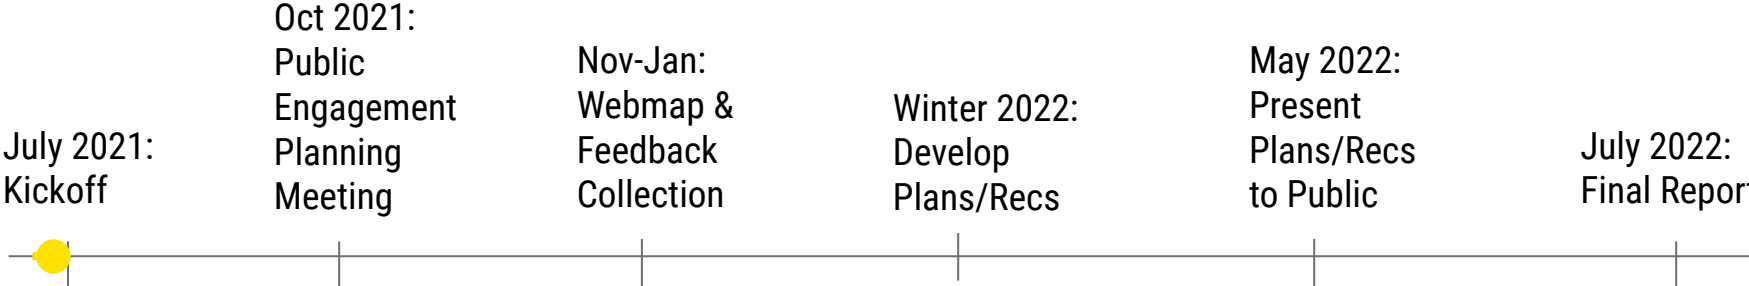 July 2021:
Kickoff
Oct 2021:
Public
Engagement
Planning
Meeting
Nov-Jan:
Webmap &
Feedback
Collection
Winter 2022:
Develop
Plans/Recs
May 2022:
Present
Plans/Recs
to Public
July 2022:
Final Report